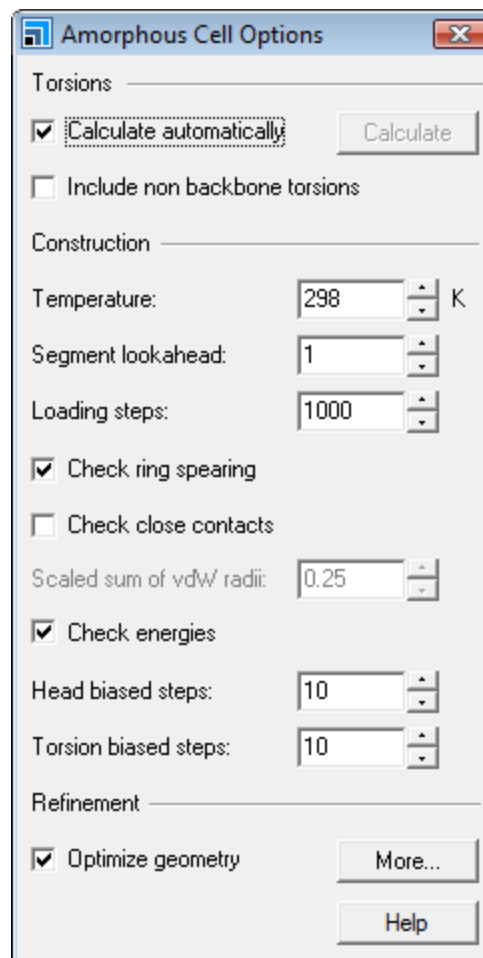 Amorphous Cell Options
Torsions
Calculate automatically Calculate
Include non backbone torsions
Construction
Temperature: 298 K
Segment lookahead: 1
Loading steps: 1000
Check ring spearing
Check close contacts
Scaled sum of vdW radii: 0.25
Check energies
Head biased steps: 10
Torsion biased steps: 10
Refinement
Optimize geometry More...
Help